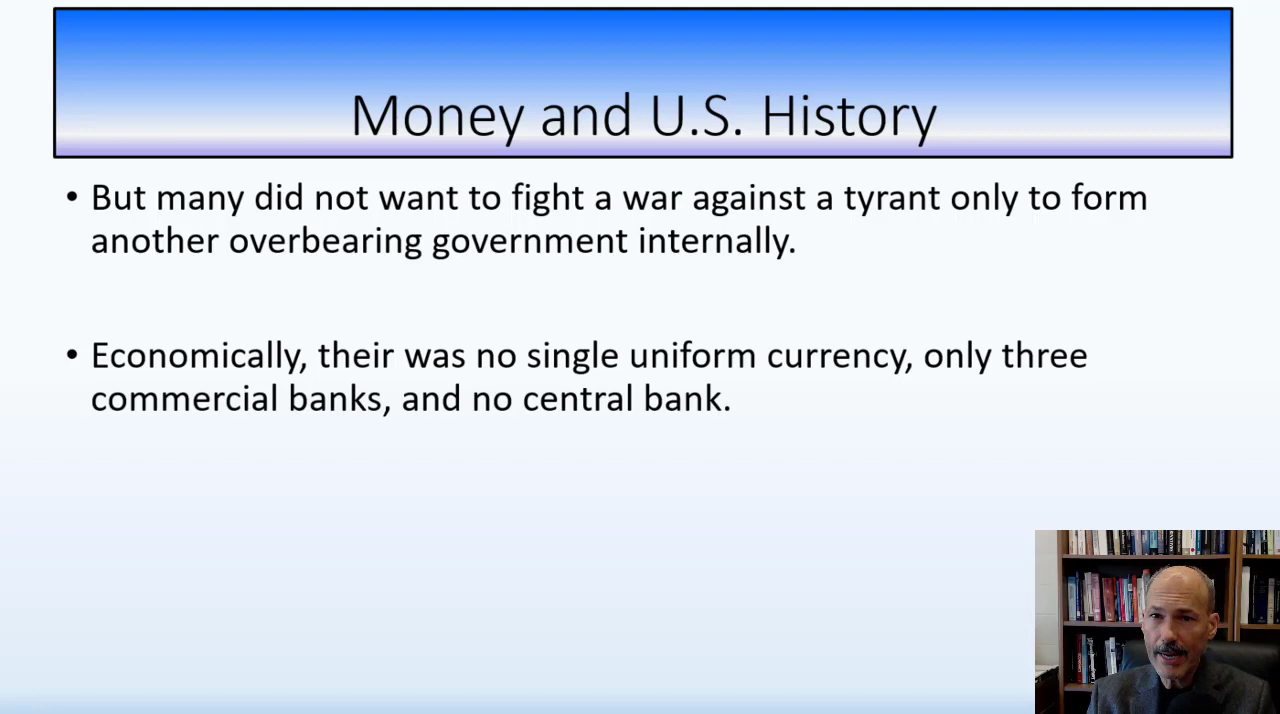 Money and U.S. History
• But many did not want to fight a war against a tyrant only to form
another overbearing government internally.
• Economically, their was no single uniform currency, only three
commercial banks, and no central bank.